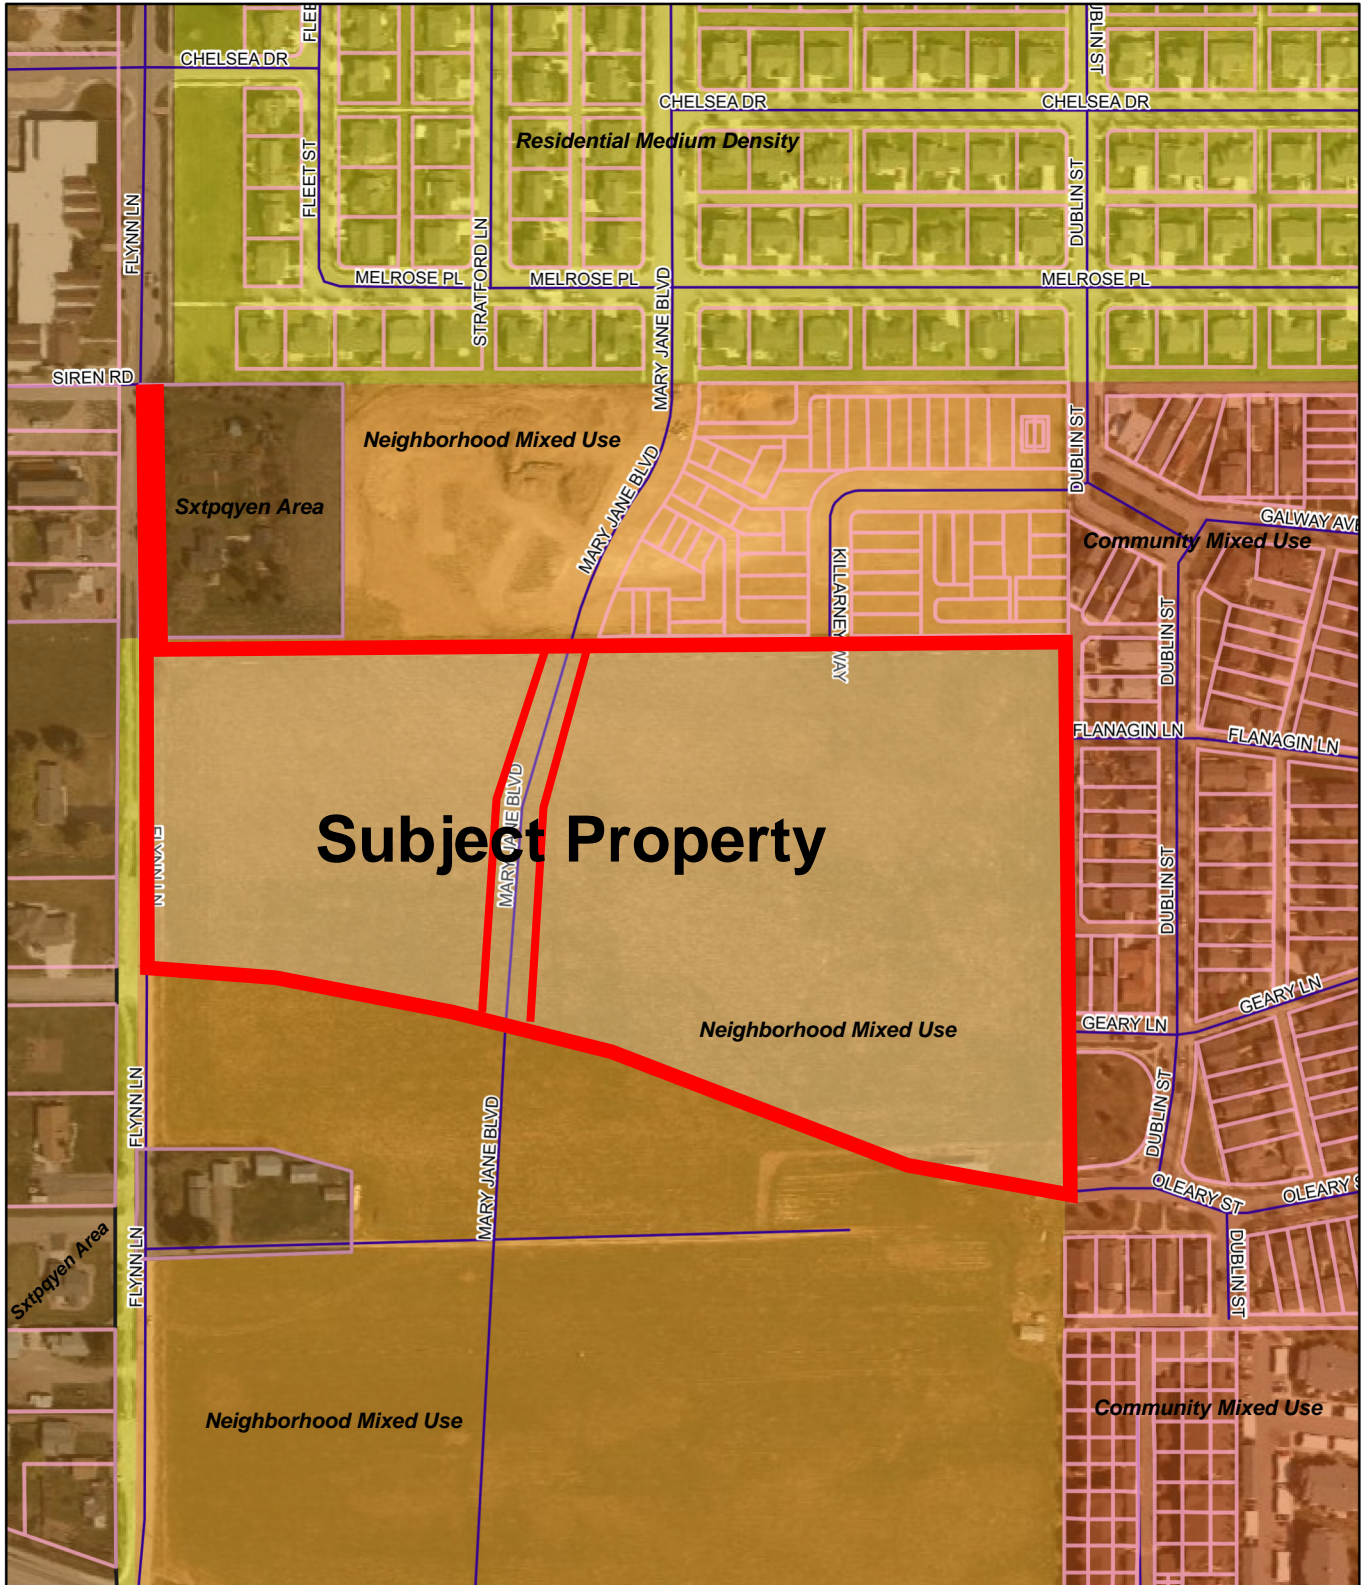 FLEE
UBLIN ST
CHELSEA DR
CHELSEA DR
CHELSEA DR
Residential Medium Density
FLEET ST
DUBLIN ST
FLYNN LN
STRATFORD LN
MELROSE PL
MELROSE PL
MELROSE PL
MARY JANE BLVD
SIREN RD
Neighborhood Mixed Use
DUBLIN ST
MARY JANE BLVD
Sxtpqyen Area
GALWAY AVE
Community Mixed Use
KILLARNEY WAY
DUBLIN ST
FLANAGIN LN
FLANAGIN LN
MARY JANE BLVD
Subject Property
FLYNN LN
DUBLIN ST
GEARY LN
GEARY LN
Neighborhood Mixed Use
FLYNN LN
DUBLIN ST
MARY JANE BLVD
OLEARY ST
OLEARY S
Sxtpqyen Area
FLYNN LN
DUBLIN ST
Neighborhood Mixed Use
Community Mixed Use